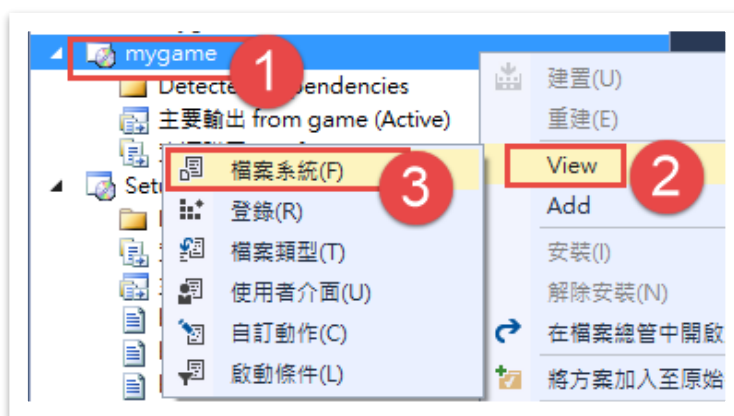 mygame
1
Detected Dependencies
主要輸出 from game (Active)
建置(U)
重建(E)
View
2
Add
安裝(I)
解除安裝(N)
在檔案總管中開啟
將方案加入至原始
檔案系統(F)
3
登錄(R)
檔案類型(T)
使用者介面(U)
自訂動作(C)
啟動條件(L)